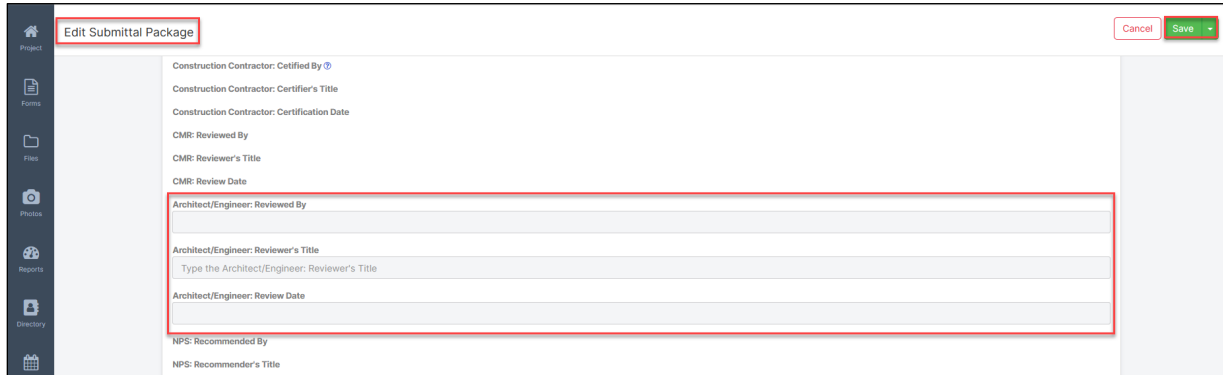 Edit Submittal Package
Cancel
Save
Project
Forms
Files
Photos
Reports
Directory
Construction Contractor: Cetified By
Construction Contractor: Certifier's Title
Construction Contractor: Certification Date
CMR: Reviewed By
CMR: Reviewer's Title
CMR: Review Date
Architect/Engineer: Reviewed By
Architect/Engineer: Reviewer's Title
Type the Architect/Engineer: Reviewer's Title
Architect/Engineer: Review Date
NPS: Recommended By
NPS: Recommender's Title